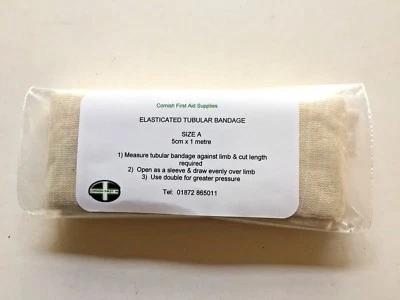 Cornish First Aid Supplies
ELASTICATED TUBULAR BANDAGE
SIZE A
5cm x 1 metre
1) Measure tubular bandage against limb & cut length
required
2) Open as a sleeve & draw evenly over limb
3) Use double for greater pressure
Tel: 01872 865011